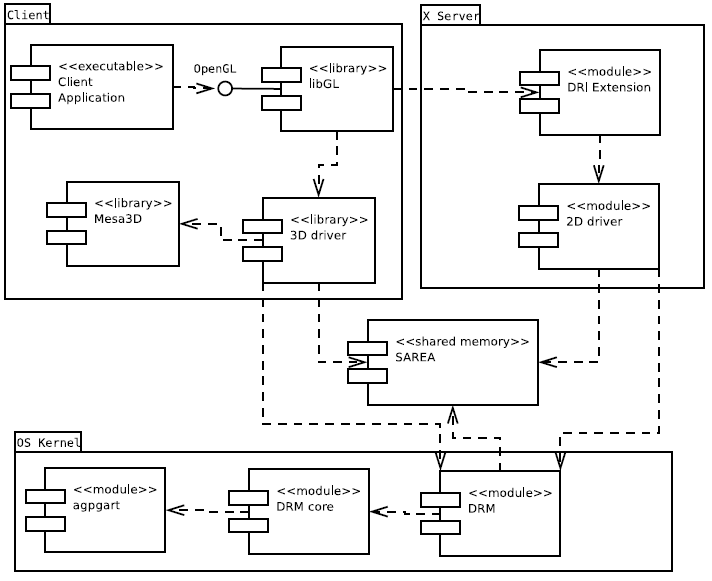 Client
X Server
<<executable>>
Client
Application
OpenGL
<<library>>
libGL
<<module>>
DRI Extension
<<library>>
Mesa3D
<<library>>
3D driver
<<module>>
2D driver
<<shared memory>>
SAREA
OS Kernel
<<module>>
agpgart
<<module>>
DRM core
<<module>>
DRM